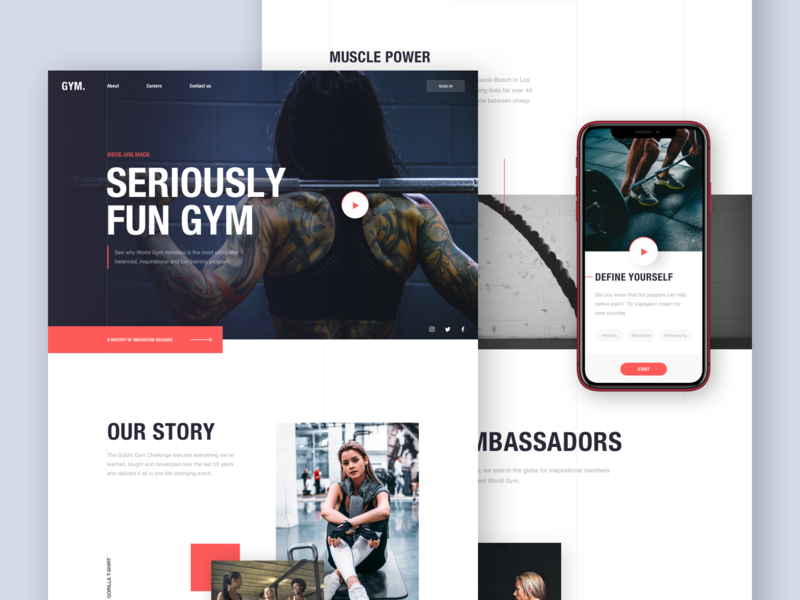 GYM.
About
Careers
Contact us
SIGN IN
WERE ARE MADE
SERIOUSLY
FUN GYM
See why World Gym Athletics is the most complete,
balanced, inspirational and fun training program.
A HISTORY OF INNOVATION DECADES
OUR STORY
The Gold's Gym Challenge features everything we've
learned, taught and developed over the last 53 years
and delivers it all in one life-changing event
GORILLA T-SHIRT
MUSCLE POWER
uscle Beach in Los
ing lives for over 40
nce between cheap
DEFINE YOURSELF
Did you know that hot peppers can help
relieve pain? Try Capsaicin cream for
sore muscles.
#Discipline
START
MBASSADORS
e, we search the globe for inspirational members
ent World Gym.